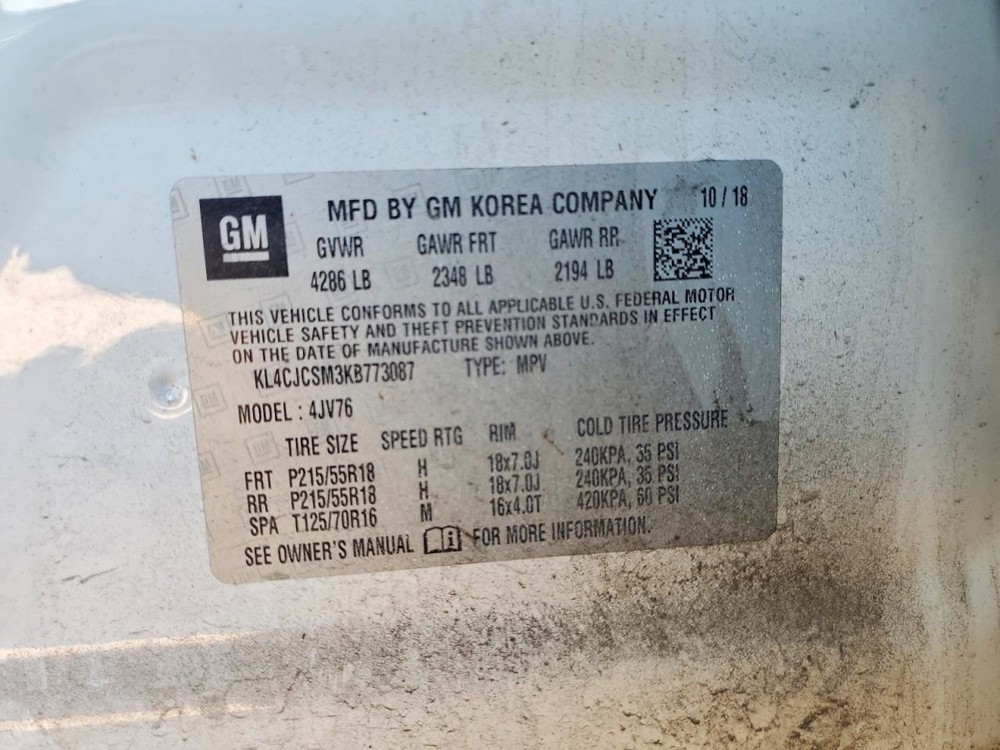 GM
MFD BY GM KOREA COMPANY 10 / 18
GVWR GAWR FRT GAWR RR
4286 LB 2348 LB 2194 LB
THIS VEHICLE CONFORMS TO ALL APPLICABLE U.S. FEDERAL MOTOR
VEHICLE SAFETY AND THEFT PREVENTION STANDARDS IN EFFECT
ON THE DATE OF MANUFACTURE SHOWN ABOVE.
KL4CJCSM3KB773087 TYPE: MPV
MODEL : 4JV76
TIRE SIZE SPEED RTG RIM COLD TIRE PRESSURE
FRT P215/55R18 H 18x7.0J 240KPA, 35 PSI
RR P215/55R18 H 18x7.0J 240KPA, 35 PSI
SPA T125/70R16 M 16x4.0T 420KPA, 60 PSI
SEE OWNER'S MANUAL FOR MORE INFORMATION.